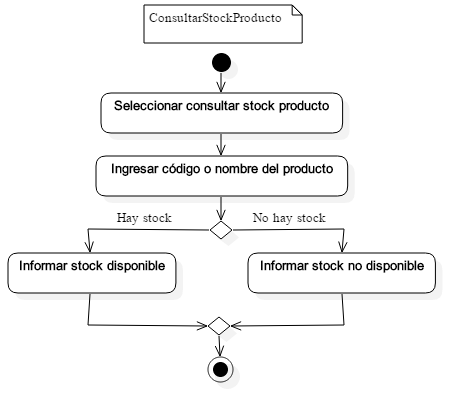 ConsultarStockProducto
Seleccionar consultar stock producto
Ingresar código o nombre del producto
Hay stock
No hay stock
Informar stock disponible
Informar stock no disponible